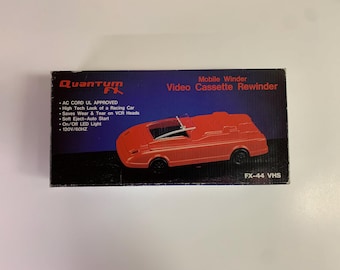 Quantum FX
Mobile Winder
Video Cassette Rewinder
• AC CORD UL APPROVED
• High Tech Look of a Racing Car
• Saves Wear & Tear on VCR Heads
• Soft Eject-Auto Start
• On/Off LED Light
• 120V/60HZ
FX-44 VHS